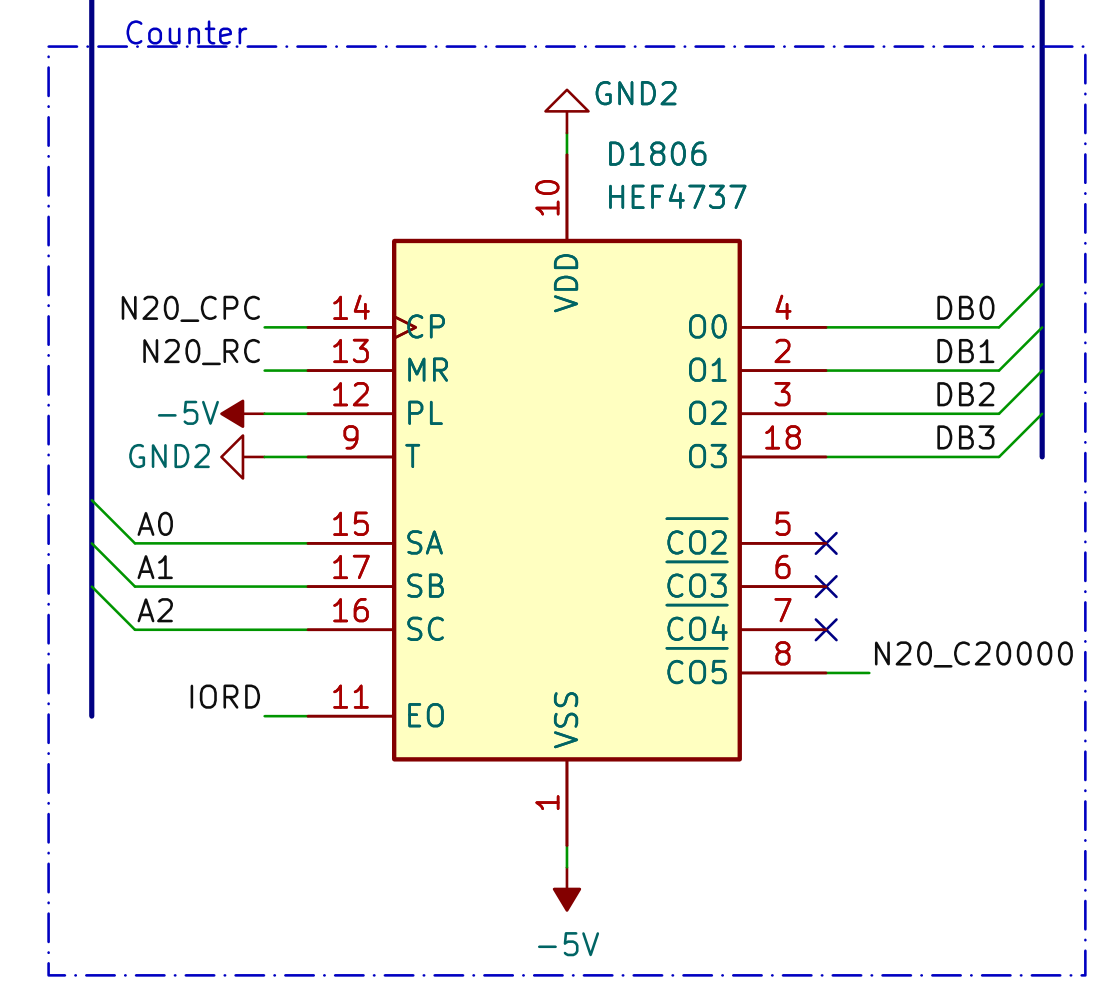 Counter
GND2
D1806
HEF4737
10
VDD
N20_CPC 14 CP O0 4 DB0
N20_RC 13 MR O1 2 DB1
-5V 12 PL O2 3 DB2
GND2 9 T O3 18 DB3
A0 15 SA CO2 5
A1 17 SB CO3 6
A2 16 SC CO4 7
CO5 8 N20_C20000
IORD 11 EO
VSS
1
-5V